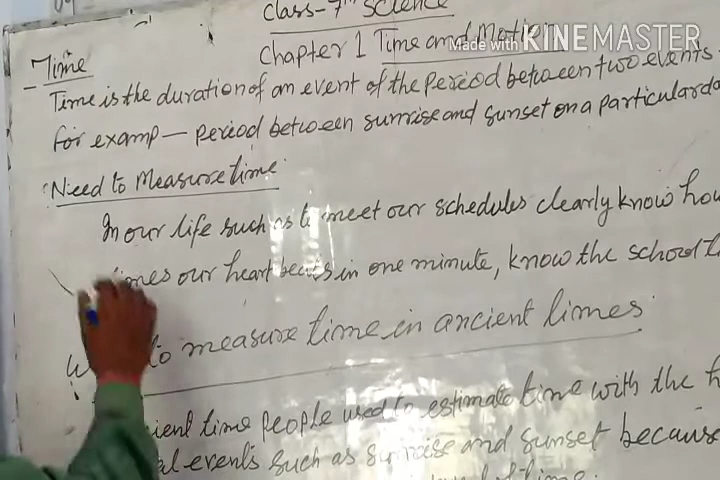 Class-7th Science
Made with KINEMASTER
Chapter 1 Time and Motion
Time
Time is the duration of an event of the period between two events.
for examp- period between sunrise and sunset on a particular
Need to Measure time
In our life such as to meet our schedules clearly know
times our heart beats in one minute, know the school
to measure time in ancient times.
time people used to estimate time with the
events such as sunrise and sunset because